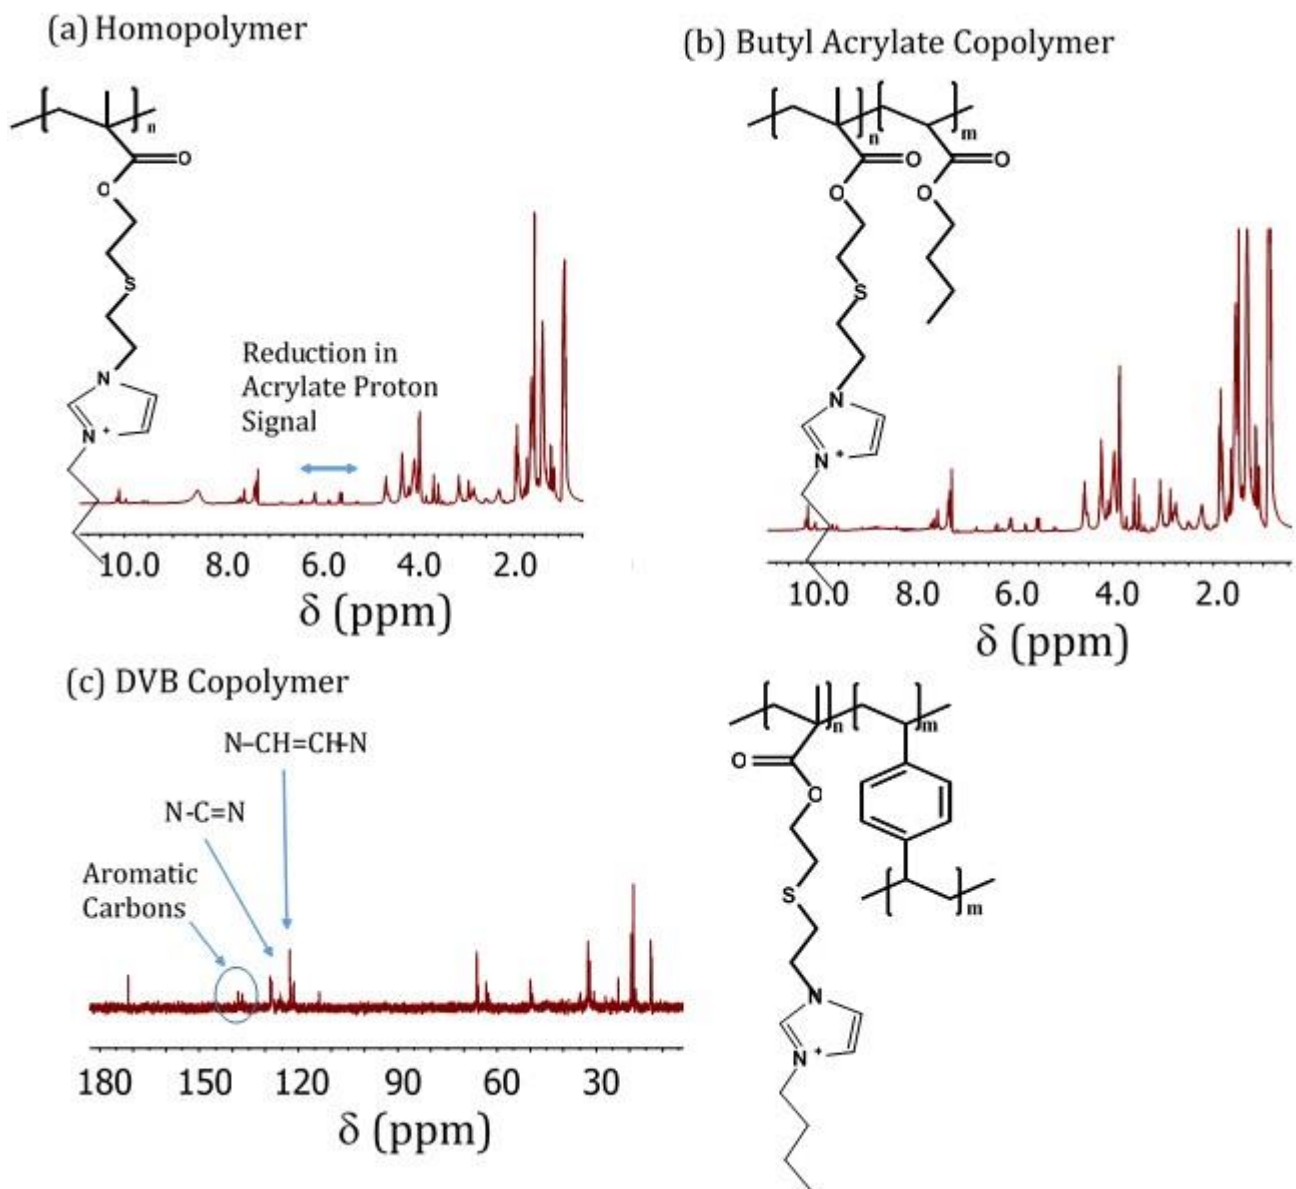 (a) Homopolymer
n
O
O
S
N
N
+
Reduction in
Acrylate Proton
Signal
10.0 8.0 6.0 4.0 2.0
δ (ppm)
(b) Butyl Acrylate Copolymer
n
m
O
O
O
O
S
N
N
+
10.0 8.0 6.0 4.0 2.0
δ (ppm)
(c) DVB Copolymer
N–CH=CH-N
N-C=N
Aromatic
Carbons
180 150 120 90 60 30
δ (ppm)
n
m
O
O
S
m
N
N
+